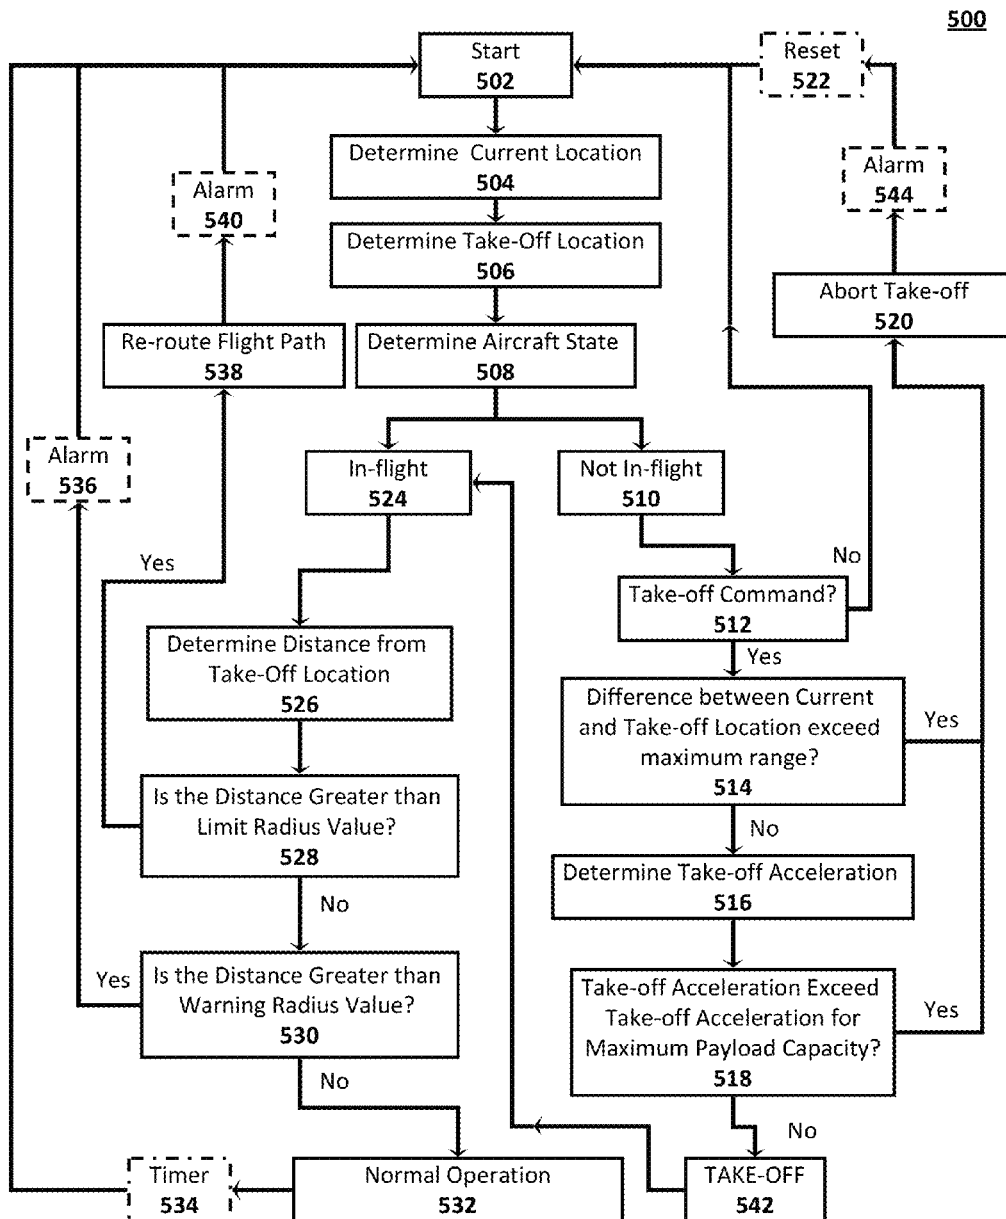 500
Start
502
Reset
522
Determine Current Location
504
Alarm
544
Alarm
540
Determine Take-Off Location
506
Abort Take-off
520
Re-route Flight Path
538
Determine Aircraft State
508
Alarm
536
In-flight
524
Not In-flight
510
Yes
No
Take-off Command?
512
Yes
Determine Distance from
Take-Off Location
526
Difference between Current
and Take-off Location exceed
maximum range?
514
Yes
Is the Distance Greater than
Limit Radius Value?
528
No
Determine Take-off Acceleration
516
No
Is the Distance Greater than
Warning Radius Value?
530
Yes
Take-off Acceleration Exceed
Take-off Acceleration for
Maximum Payload Capacity?
518
Yes
No
No
Timer
534
Normal Operation
532
TAKE-OFF
542